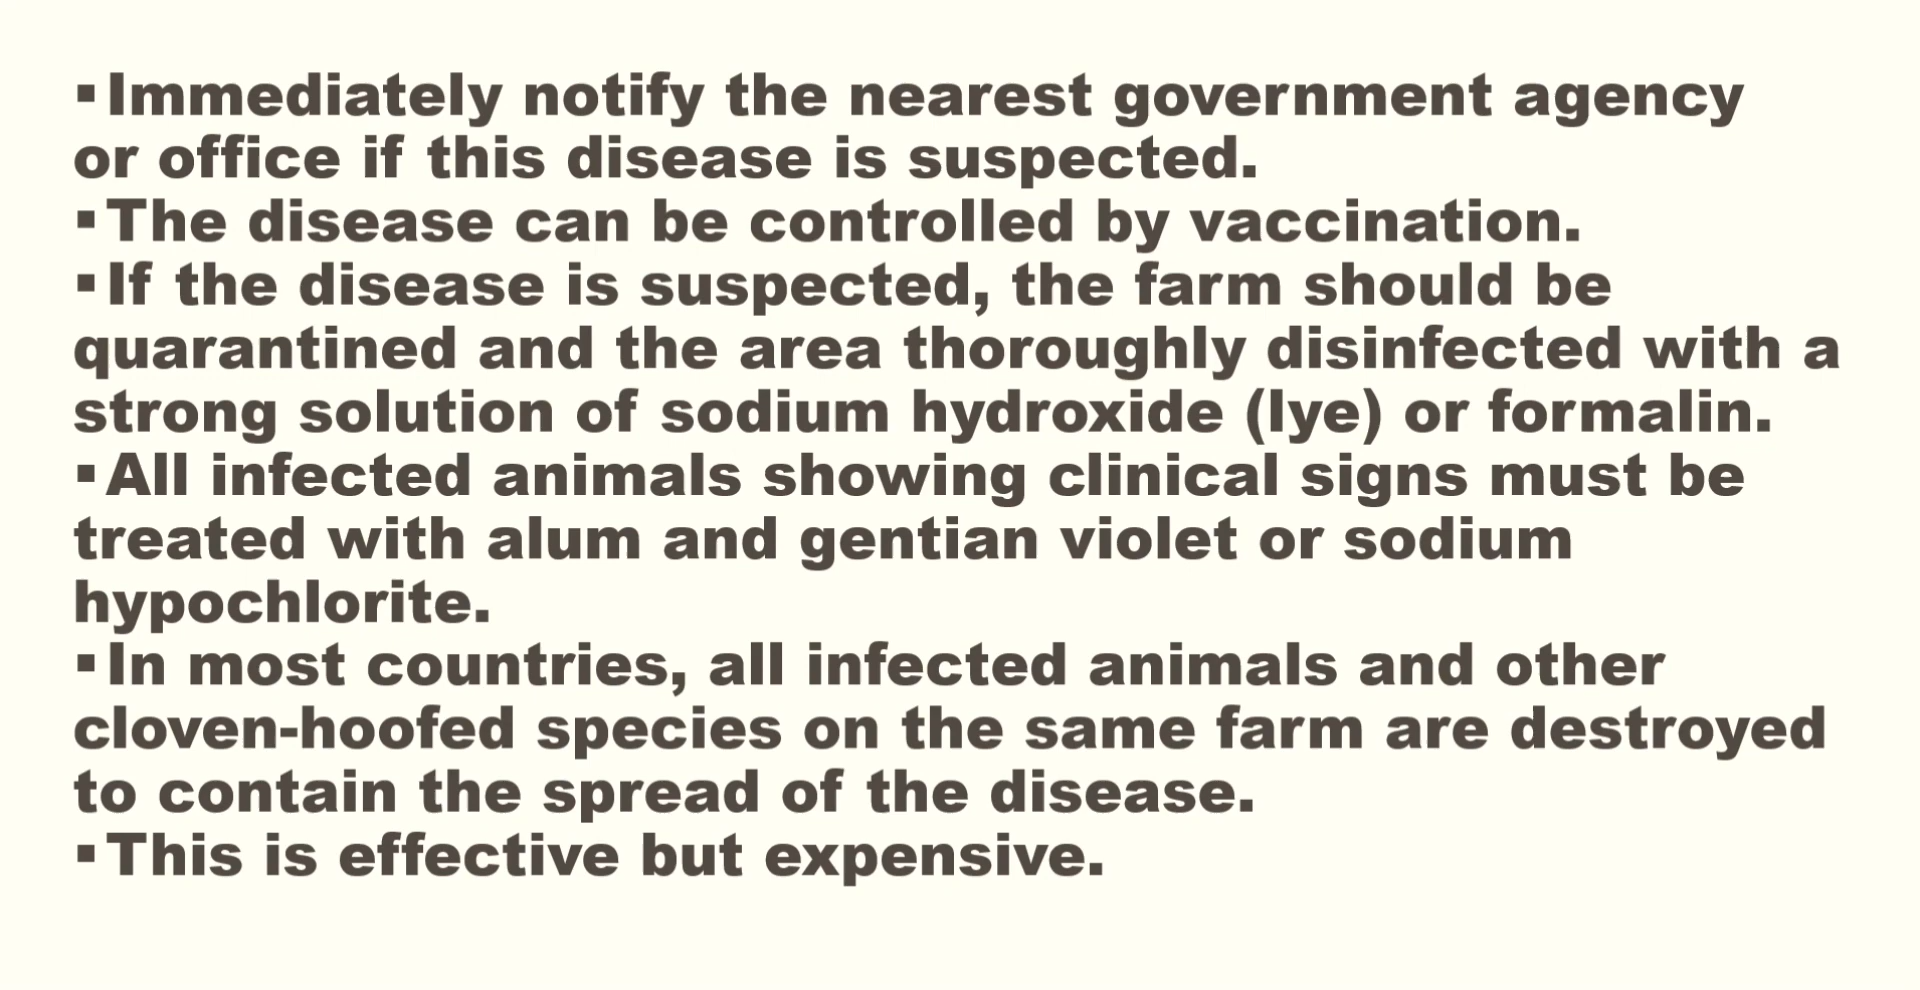 ▪Immediately notify the nearest government agency
or office if this disease is suspected.
▪The disease can be controlled by vaccination.
▪If the disease is suspected, the farm should be
quarantined and the area thoroughly disinfected with a
strong solution of sodium hydroxide (lye) or formalin.
▪All infected animals showing clinical signs must be
treated with alum and gentian violet or sodium
hypochlorite.
▪In most countries, all infected animals and other
cloven-hoofed species on the same farm are destroyed
to contain the spread of the disease.
▪This is effective but expensive.